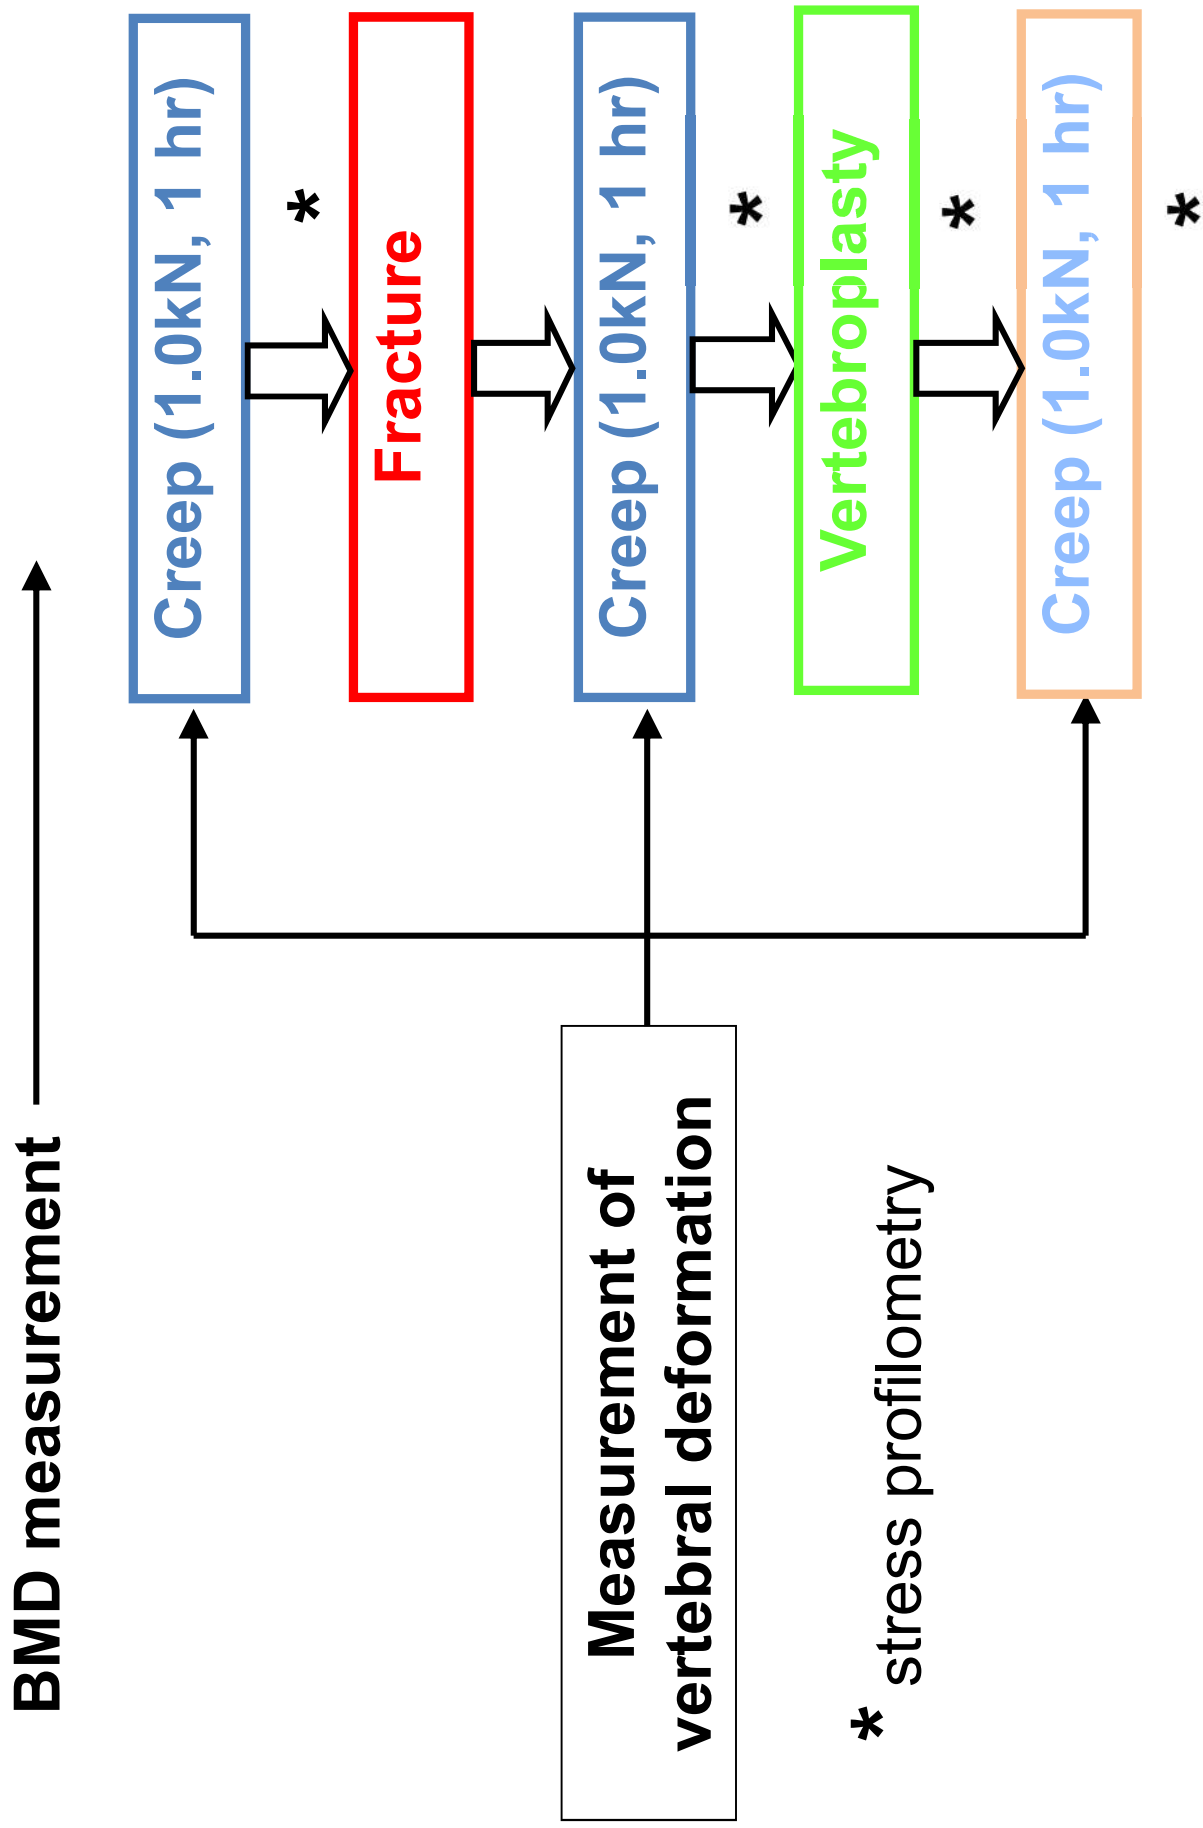 BMD measurement
Creep (1.0kN, 1 hr)
*
Fracture
Measurement of
vertebral deformation
Creep (1.0kN, 1 hr)
*
Vertebroplasty
*
* stress profilometry
Creep (1.0kN, 1 hr)
*